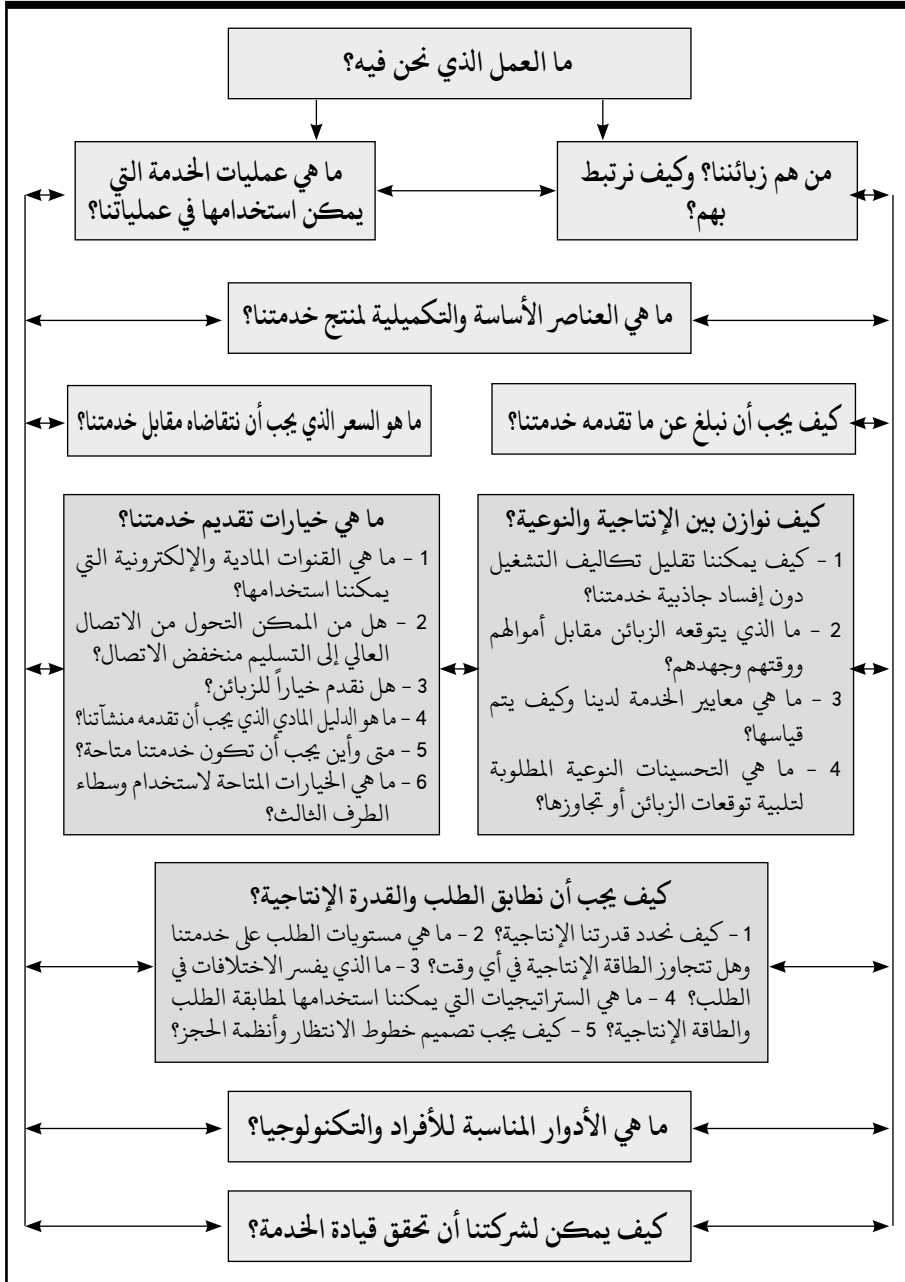 ما العمل الذي نحن فيه؟
من هم زبائننا؟ وكيف نرتبط
بهم؟
ما هي عمليات الخدمة التي
يمكن استخدامها في عملياتنا؟
ما هي العناصر الأساسة والتكميلية لمنتج خدمتنا؟
كيف يجب أن نبلغ عن ما تقدمه خدمتنا؟
ما هو السعر الذي يجب أن نتقاضاه مقابل خدمتنا؟
كيف نوازن بين الإنتاجية والنوعية؟
1 - كيف يمكننا تقليل تكاليف التشغيل
دون إفساد جاذبية خدمتنا؟
2 - ما الذي يتوقعه الزبائن مقابل أموالهم
ووقتهم وجهدهم؟
3 - ما هي معايير الخدمة لدينا وكيف يتم
قياسها؟
4 - ما هي التحسينات النوعية المطلوبة
لتلبية توقعات الزبائن أو تجاوزها؟
ما هي خيارات تقديم خدمتنا؟
1 - ما هي القنوات المادية والإلكترونية التي
يمكننا استخدامها؟
2 - هل من الممكن التحول من الاتصال
العالي إلى التسليم منخفض الاتصال؟
3 - هل نقدم خياراً للزبائن؟
4 - ما هو الدليل المادي الذي يجب أن تقدمه منشآتنا؟
5 - متى وأين يجب أن تكون خدمتنا متاحة؟
6 - ما هي الخيارات المتاحة لاستخدام وسطاء
الطرف الثالث؟
كيف يجب أن نطابق الطلب والقدرة الإنتاجية؟
1 - كيف نحدد قدرتنا الإنتاجية؟ 2 - ما هي مستويات الطلب على خدمتنا
وهل تتجاوز الطاقة الإنتاجية في أي وقت؟ 3 - ما الذي يفسر الاختلافات في
الطلب؟ 4 - ما هي الستراتيجيات التي يمكننا استخدامها لمطابقة الطلب
والطاقة الإنتاجية؟ 5 - كيف يجب تصميم خطوط الانتظار وأنظمة الحجز؟
ما هي الأدوار المناسبة للأفراد والتكنولوجيا؟
كيف يمكن لشركتنا أن تحقق قيادة الخدمة؟